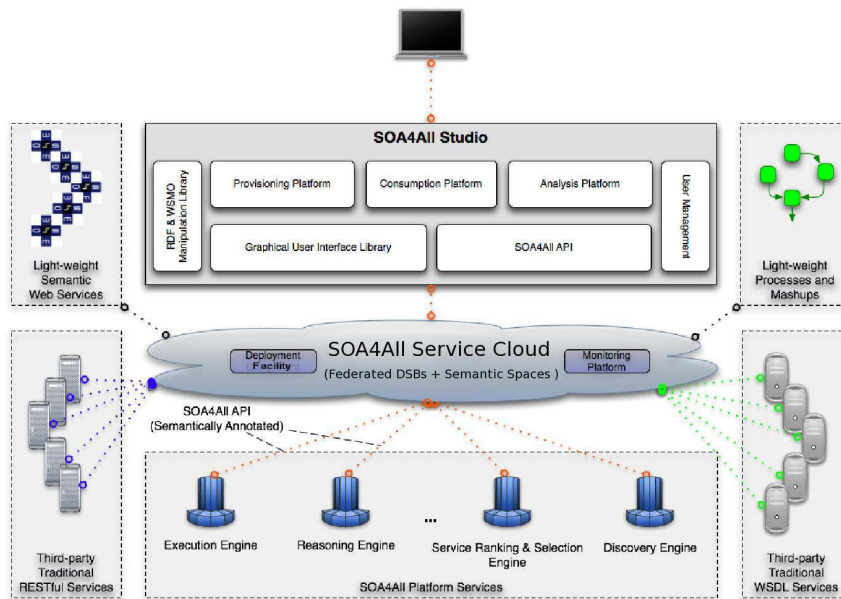 SOA4All Studio
RDF & WSMO
Manipulation Library
Provisioning Platform
Consumption Platform
Analysis Platform
User Management
Graphical User Interface Library
SOA4All API
Light-weight
Semantic
Web Services
Light-weight
Processes and
Mashups
SOA4All Service Cloud
Deployment
Facility
(Federated DSBs + Semantic Spaces )
Monitoring
Platform
SOA4All API
(Semantically Annotated)
Execution Engine
Reasoning Engine
...
Service Ranking & Selection
Engine
Discovery Engine
SOA4All Platform Services
Third-party
Traditional
RESTful Services
Third-party
Traditional
WSDL Services